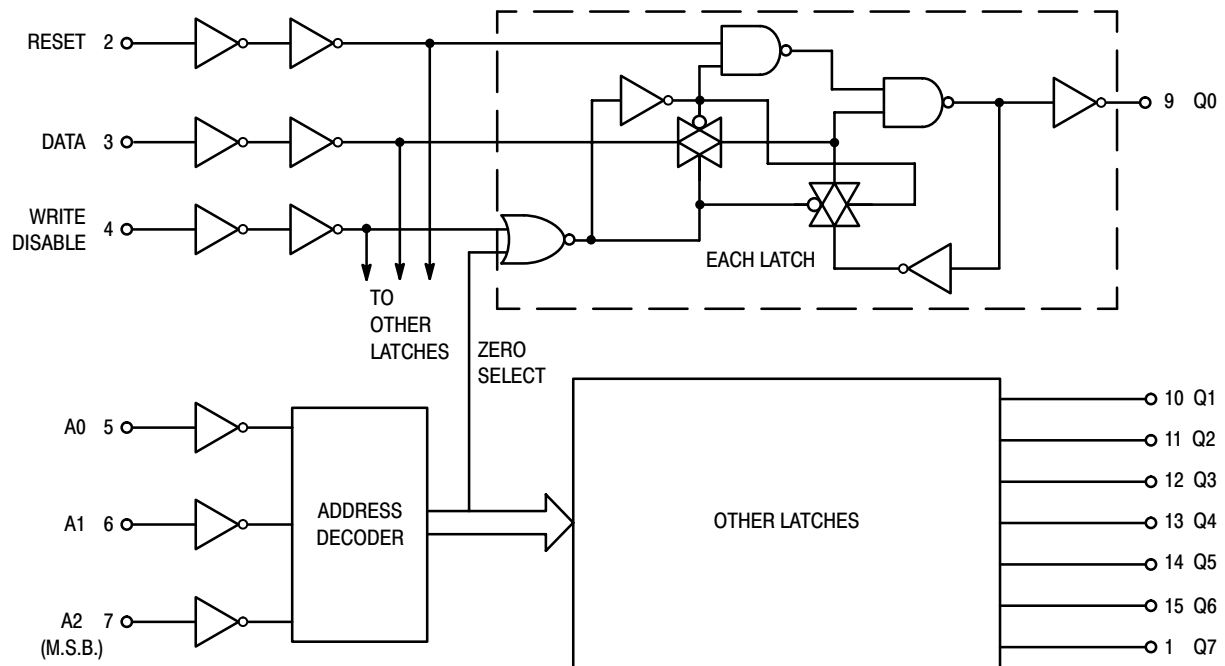 RESET 2
DATA 3
WRITE
DISABLE 4
9 Q0
EACH LATCH
TO
OTHER
LATCHES
ZERO
SELECT
A0 5
A1 6
A2 7
(M.S.B.)
ADDRESS
DECODER
OTHER LATCHES
10 Q1
11 Q2
12 Q3
13 Q4
14 Q5
15 Q6
1 Q7